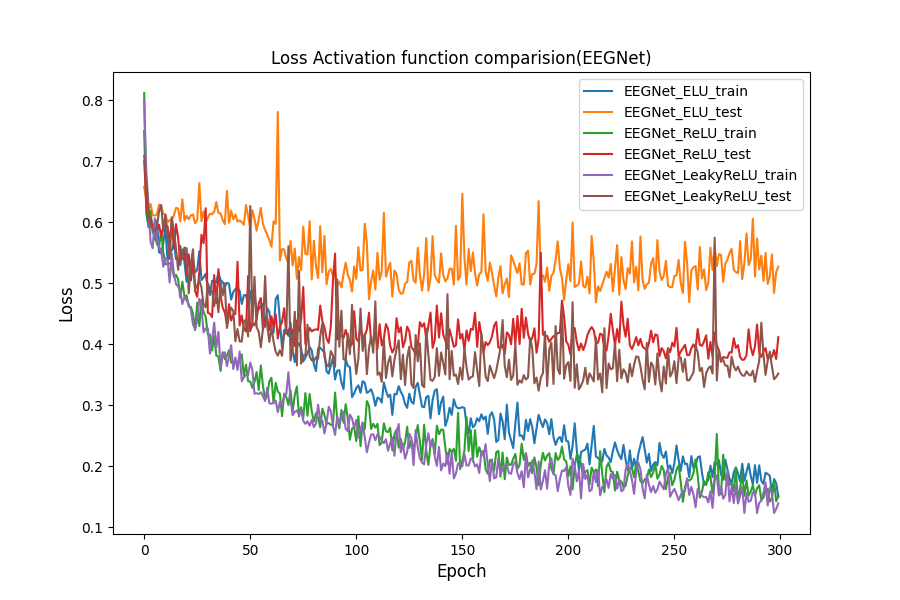 Loss Activation function comparision(EEGNet)
EEGNet_ELU_train
EEGNet_ELU_test
EEGNet_ReLU_train
EEGNet_ReLU_test
EEGNet_LeakyReLU_train
EEGNet_LeakyReLU_test
Loss
0.8
0.7
0.6
0.5
0.4
0.3
0.2
0.1
0 50 100 150 200 250 300
Epoch